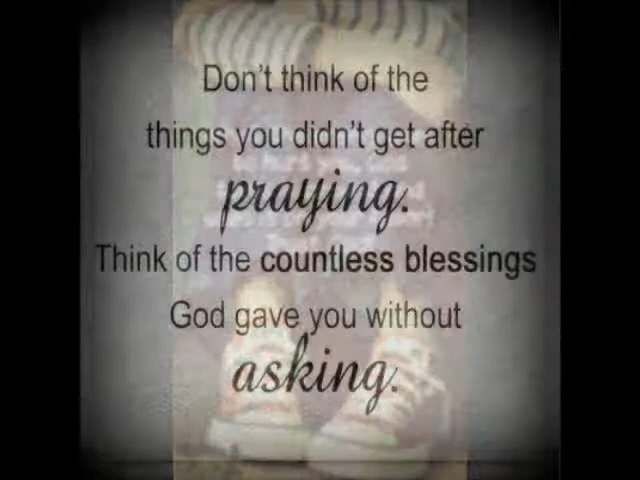 Don't think of the
things you didn't get after
praying.
Think of the countless blessings
God gave you without
asking.